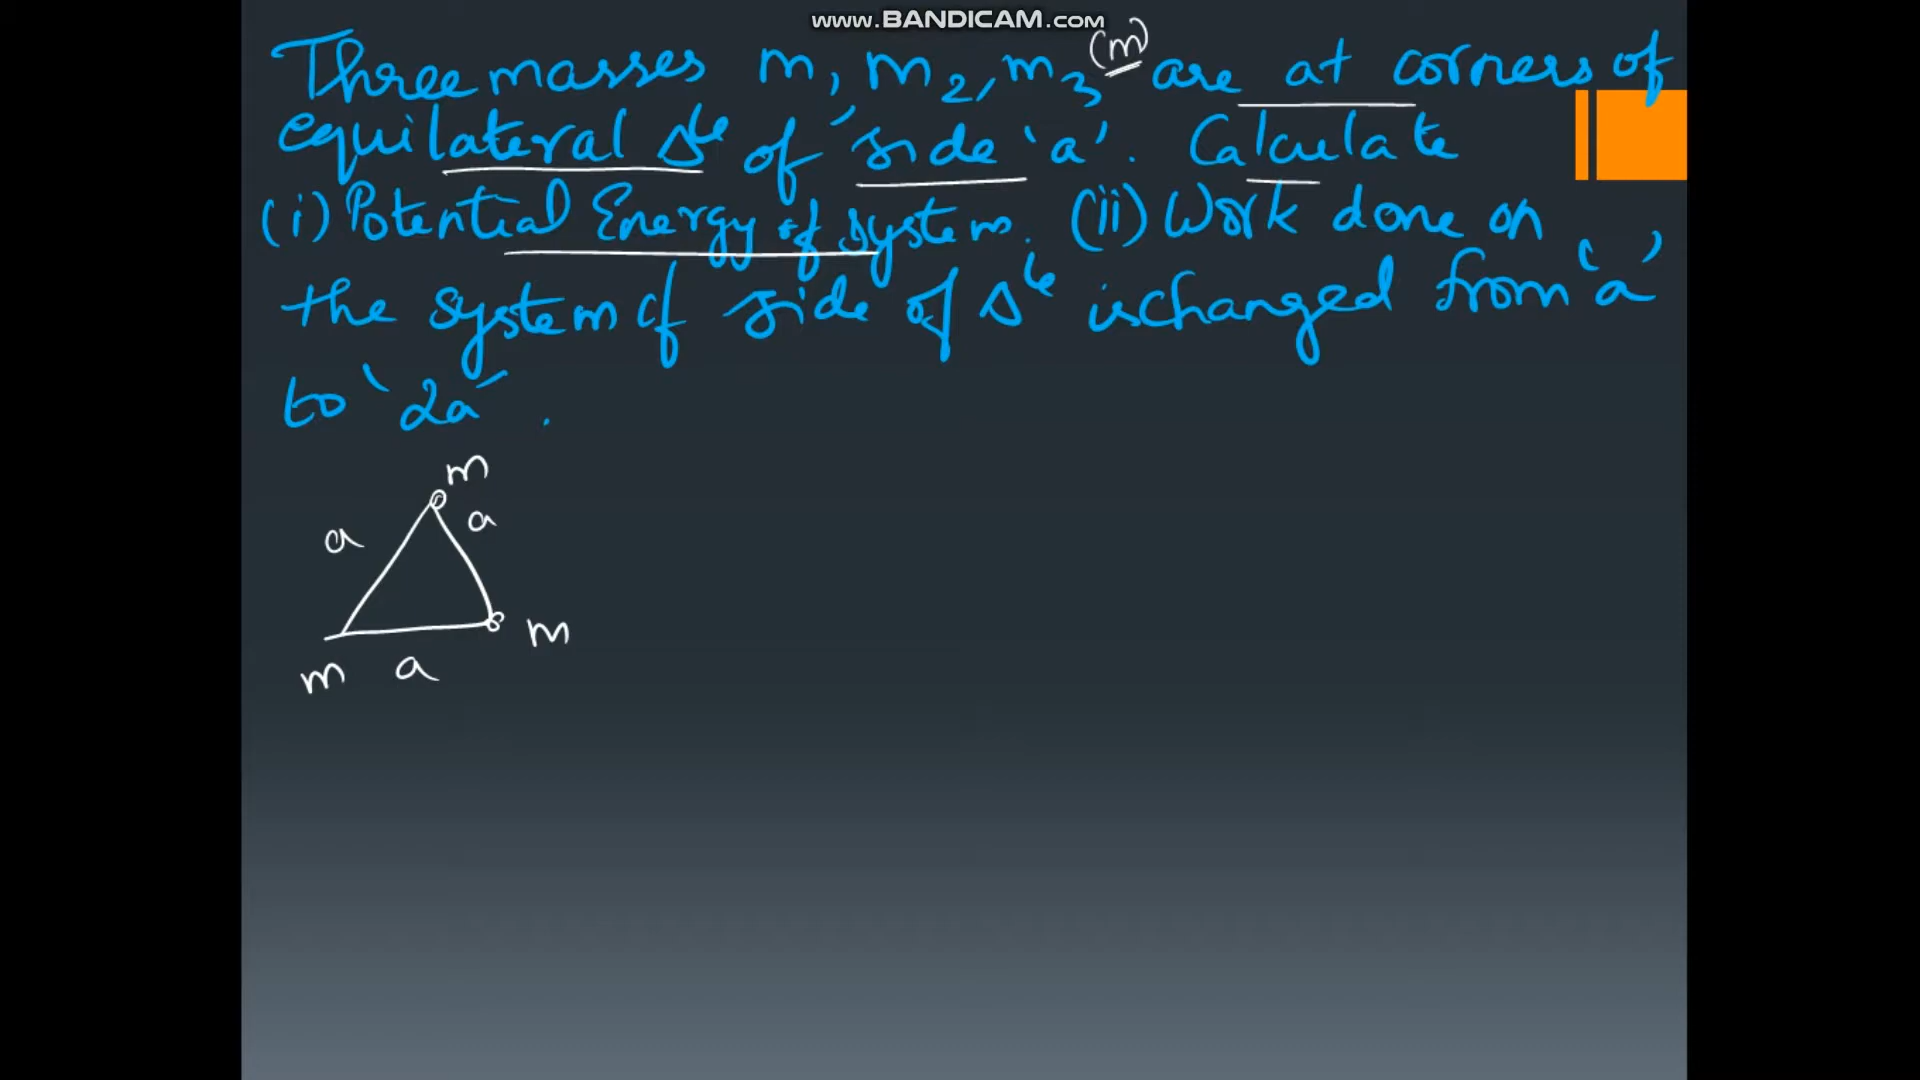 www.BANDICAM.com
Three masses m, m2, m3 (m) are at corners of
equilateral Δle of side 'a'. Calculate
(i) Potential Energy of system. (ii) Work done on
the system if side of Δle is changed from 'a'
to '2a'.
m
a a
m
m a